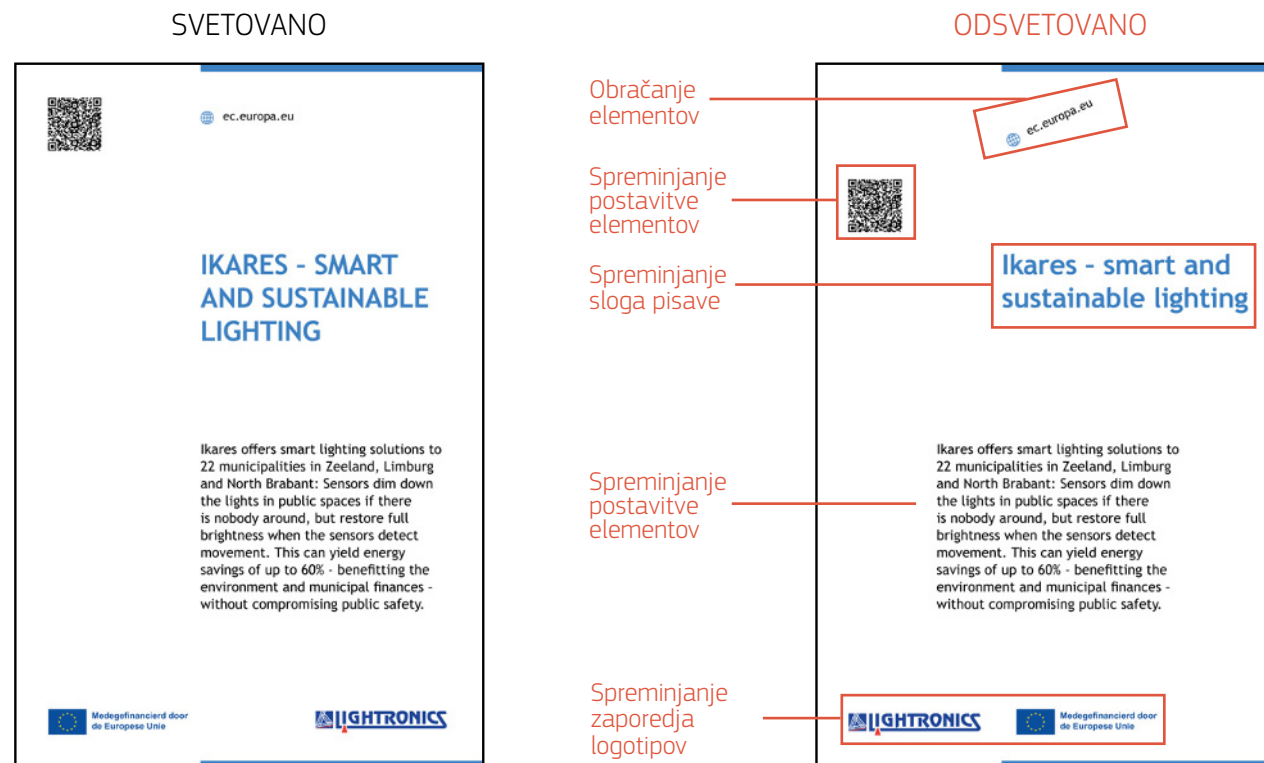 SVETOVANO
ec.europa.eu
IKARES - SMART
AND SUSTAINABLE
LIGHTING
Ikares offers smart lighting solutions to
22 municipalities in Zeeland, Limburg
and North Brabant: Sensors dim down
the lights in public spaces if there
is nobody around, but restore full
brightness when the sensors detect
movement. This can yield energy
savings of up to 60% - benefitting the
environment and municipal finances -
without compromising public safety.
Medegefinancierd door
de Europese Unie
LIGHTRONICS
ODSVETOVANO
Obračanje
elementov
Spreminjanje
postavitve
elementov
Spreminjanje
sloga pisave
Spreminjanje
postavitve
elementov
Spreminjanje
zaporedja
logotipov
ec.europa.eu
Ikares - smart and
sustainable lighting
Ikares offers smart lighting solutions to
22 municipalities in Zeeland, Limburg
and North Brabant: Sensors dim down
the lights in public spaces if there
is nobody around, but restore full
brightness when the sensors detect
movement. This can yield energy
savings of up to 60% - benefitting the
environment and municipal finances -
without compromising public safety.
LIGHTRONICS
Medegefinancierd door
de Europese Unie